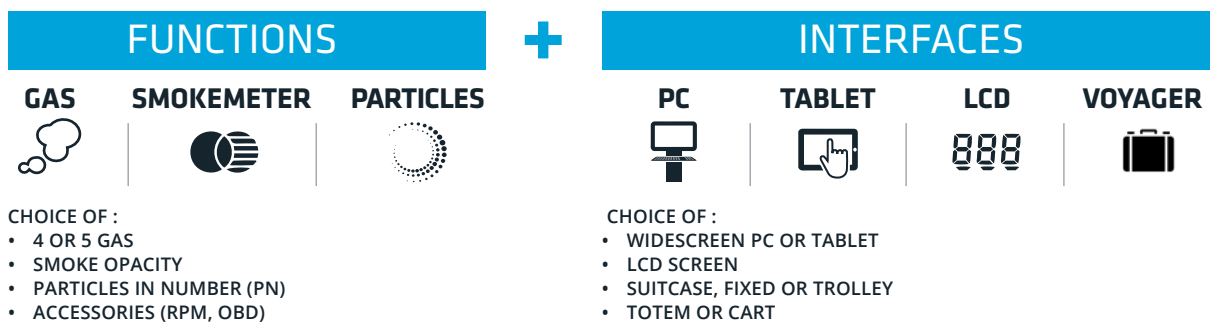 FUNCTIONS
GAS SMOKEMETER PARTICLES
CHOICE OF :
• 4 OR 5 GAS
• SMOKE OPACITY
• PARTICLES IN NUMBER (PN)
• ACCESSORIES (RPM, OBD)
+
INTERFACES
PC TABLET LCD VOYAGER
888
CHOICE OF :
• WIDESCREEN PC OR TABLET
• LCD SCREEN
• SUITCASE, FIXED OR TROLLEY
• TOTEM OR CART